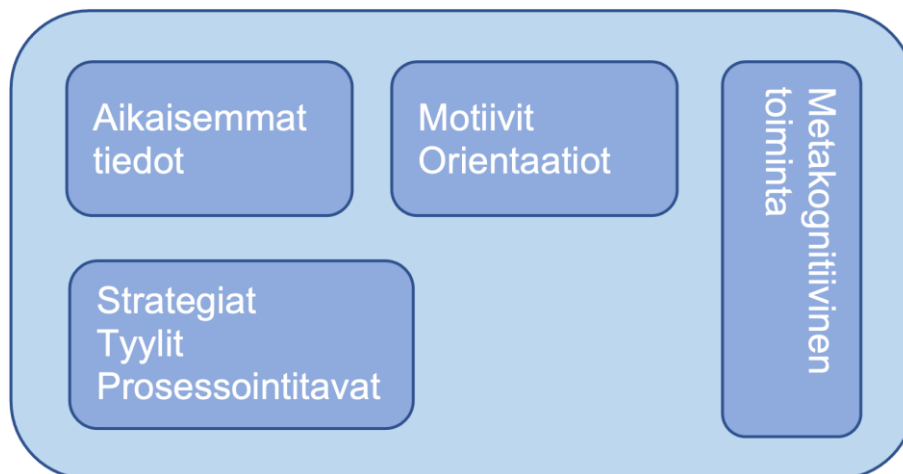 Aikaisemmat
tiedot
Motiivit
Orientaatiot
Strategiat
Tyylit
Prosessointitavat
Metakognitiivinen
toiminta